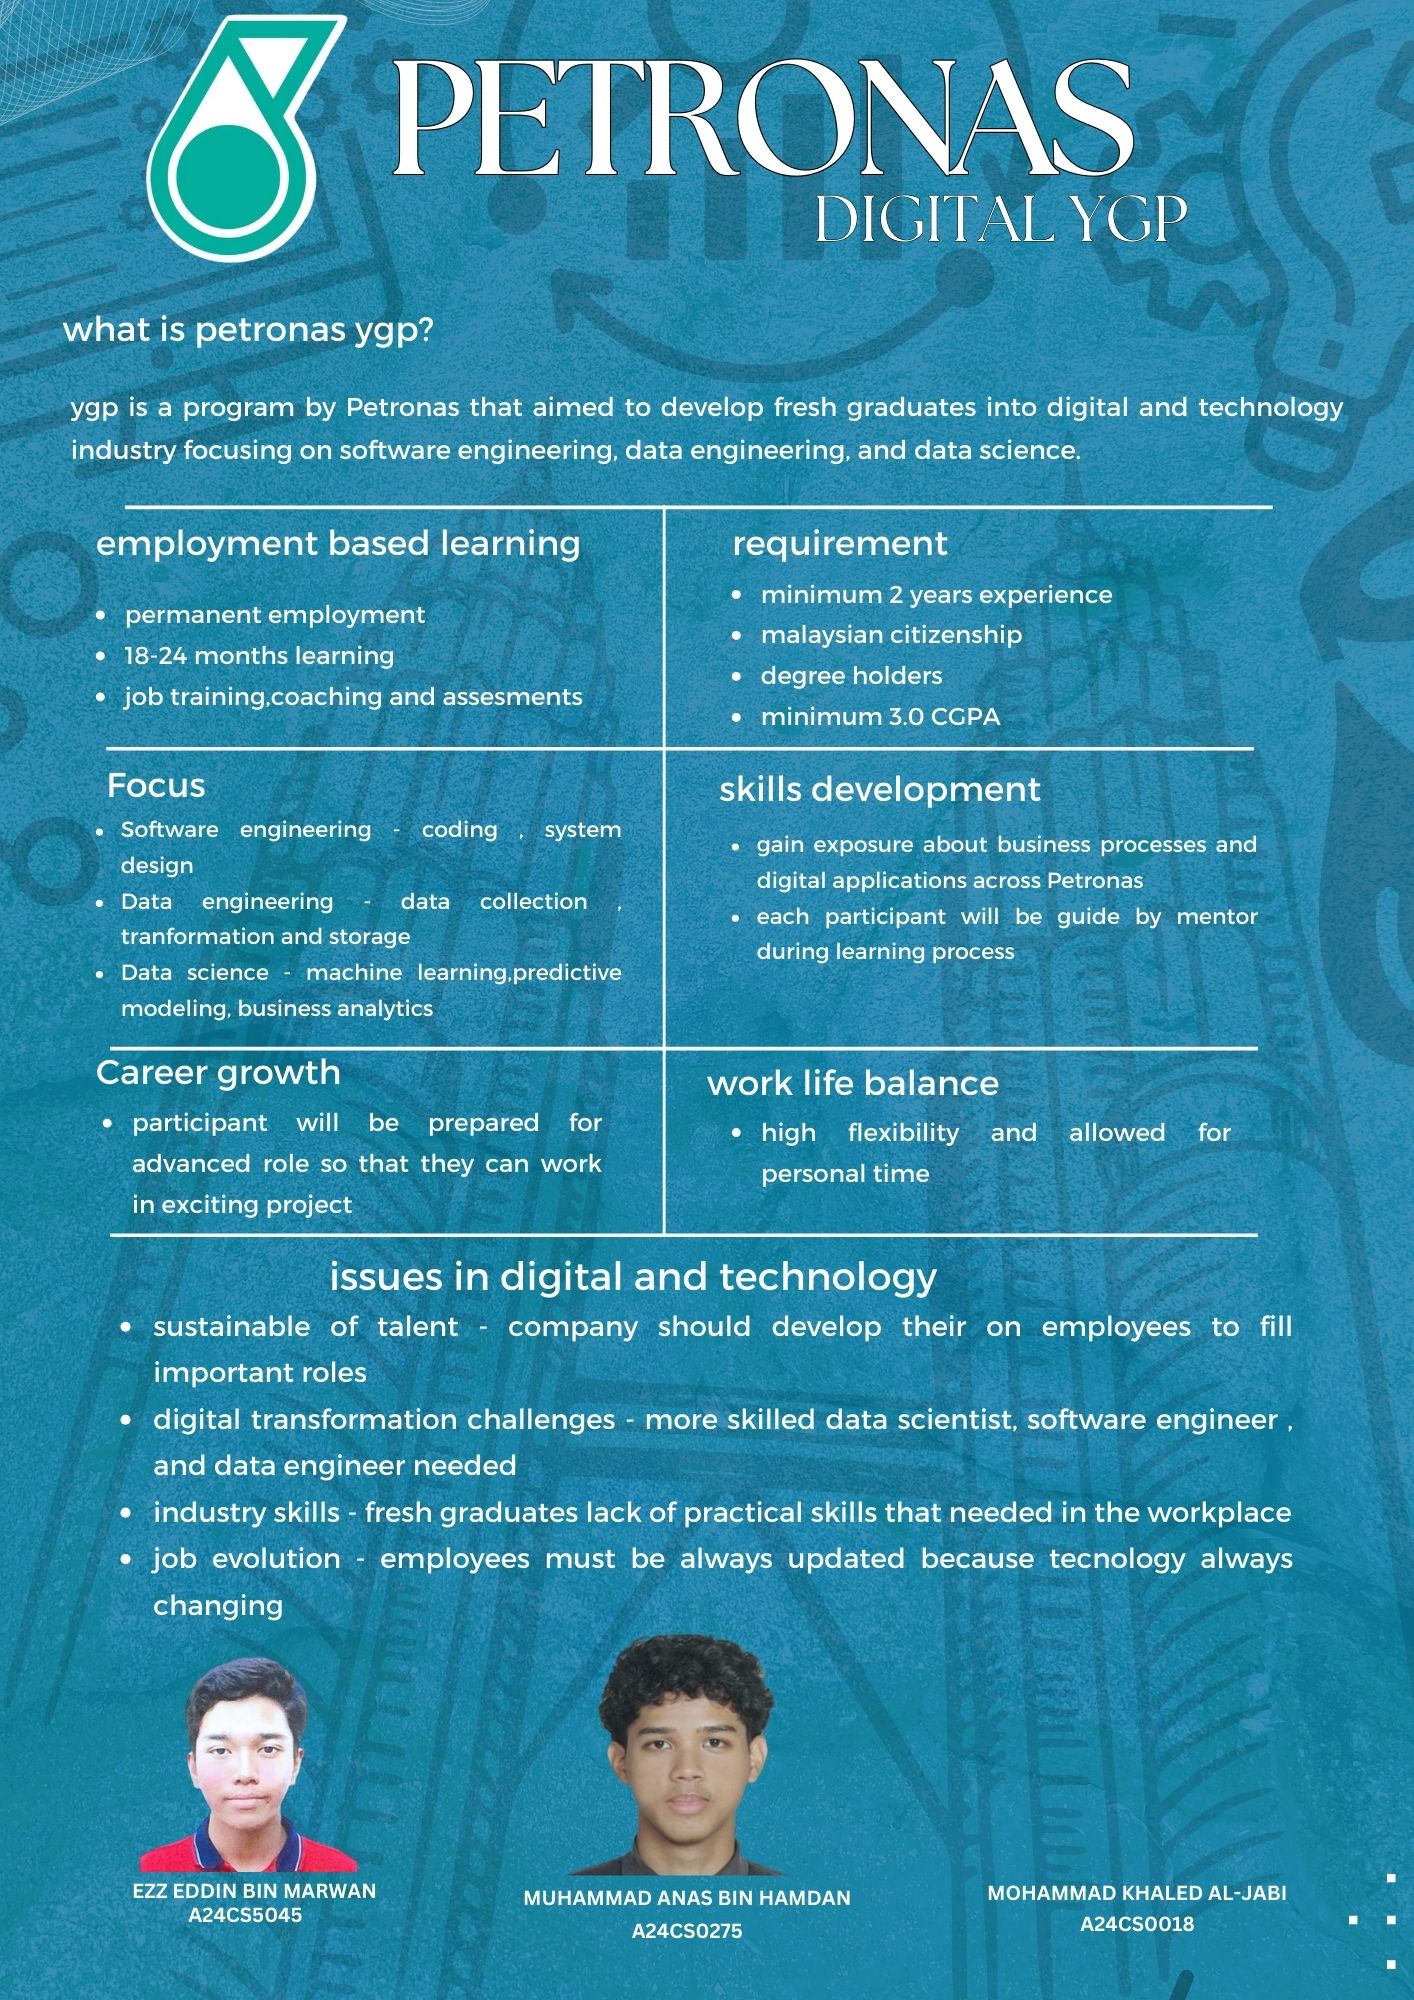 PETRONAS
DIGITAL YGP
what is petronas ygp?
ygp is a program by Petronas that aimed to develop fresh graduates into digital and technology
industry focusing on software engineering, data engineering, and data science.
employment based learning
• permanent employment
• 18-24 months learning
• job training,coaching and assesments
requirement
• minimum 2 years experience
• malaysian citizenship
• degree holders
• minimum 3.0 CGPA
Focus
• Software engineering - coding , system
design
• Data engineering - data collection ,
tranformation and storage
• Data science - machine learning,predictive
modeling, business analytics
skills development
• gain exposure about business processes and
digital applications across Petronas
• each participant will be guide by mentor
during learning process
Career growth
• participant will be prepared for
advanced role so that they can work
in exciting project
work life balance
• high flexibility and allowed for
personal time
issues in digital and technology
• sustainable of talent - company should develop their on employees to fill
important roles
• digital transformation challenges - more skilled data scientist, software engineer ,
and data engineer needed
• industry skills - fresh graduates lack of practical skills that needed in the workplace
• job evolution - employees must be always updated because tecnology always
changing
EZZ EDDIN BIN MARWAN
A24CS5045
MUHAMMAD ANAS BIN HAMDAN
A24CS0275
MOHAMMAD KHALED AL-JABI
A24CS0018